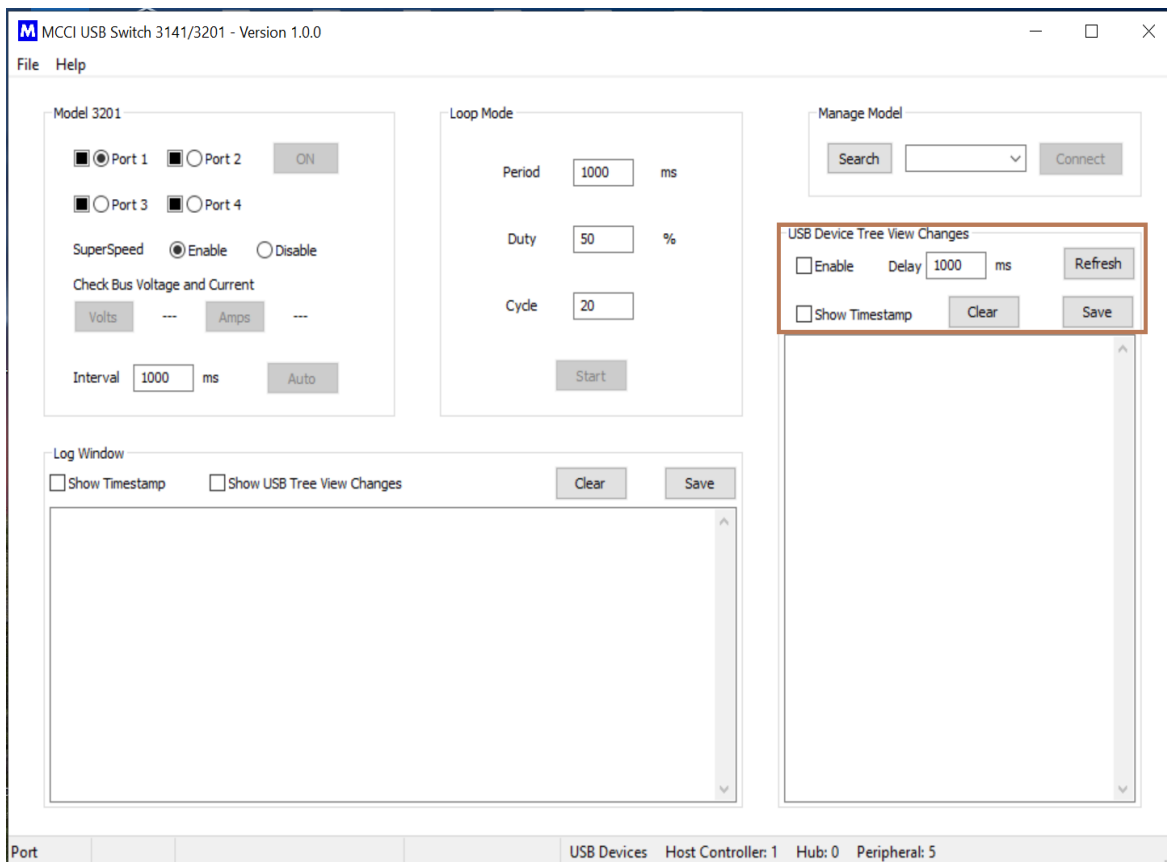 M MCCI USB Switch 3141/3201 - Version 1.0.0
File Help
Model 3201
Port 1 Port 2 ON
Port 3 Port 4
SuperSpeed Enable Disable
Check Bus Voltage and Current
Volts --- Amps ---
Interval 1000 ms Auto
Loop Mode
Period 1000 ms
Duty 50 %
Cycle 20
Start
Manage Model
Search Connect
USB Device Tree View Changes
Enable Delay 1000 ms Refresh
Show Timestamp Clear Save
Log Window
Show Timestamp Show USB Tree View Changes Clear Save
Port USB Devices Host Controller: 1 Hub: 0 Peripheral: 5